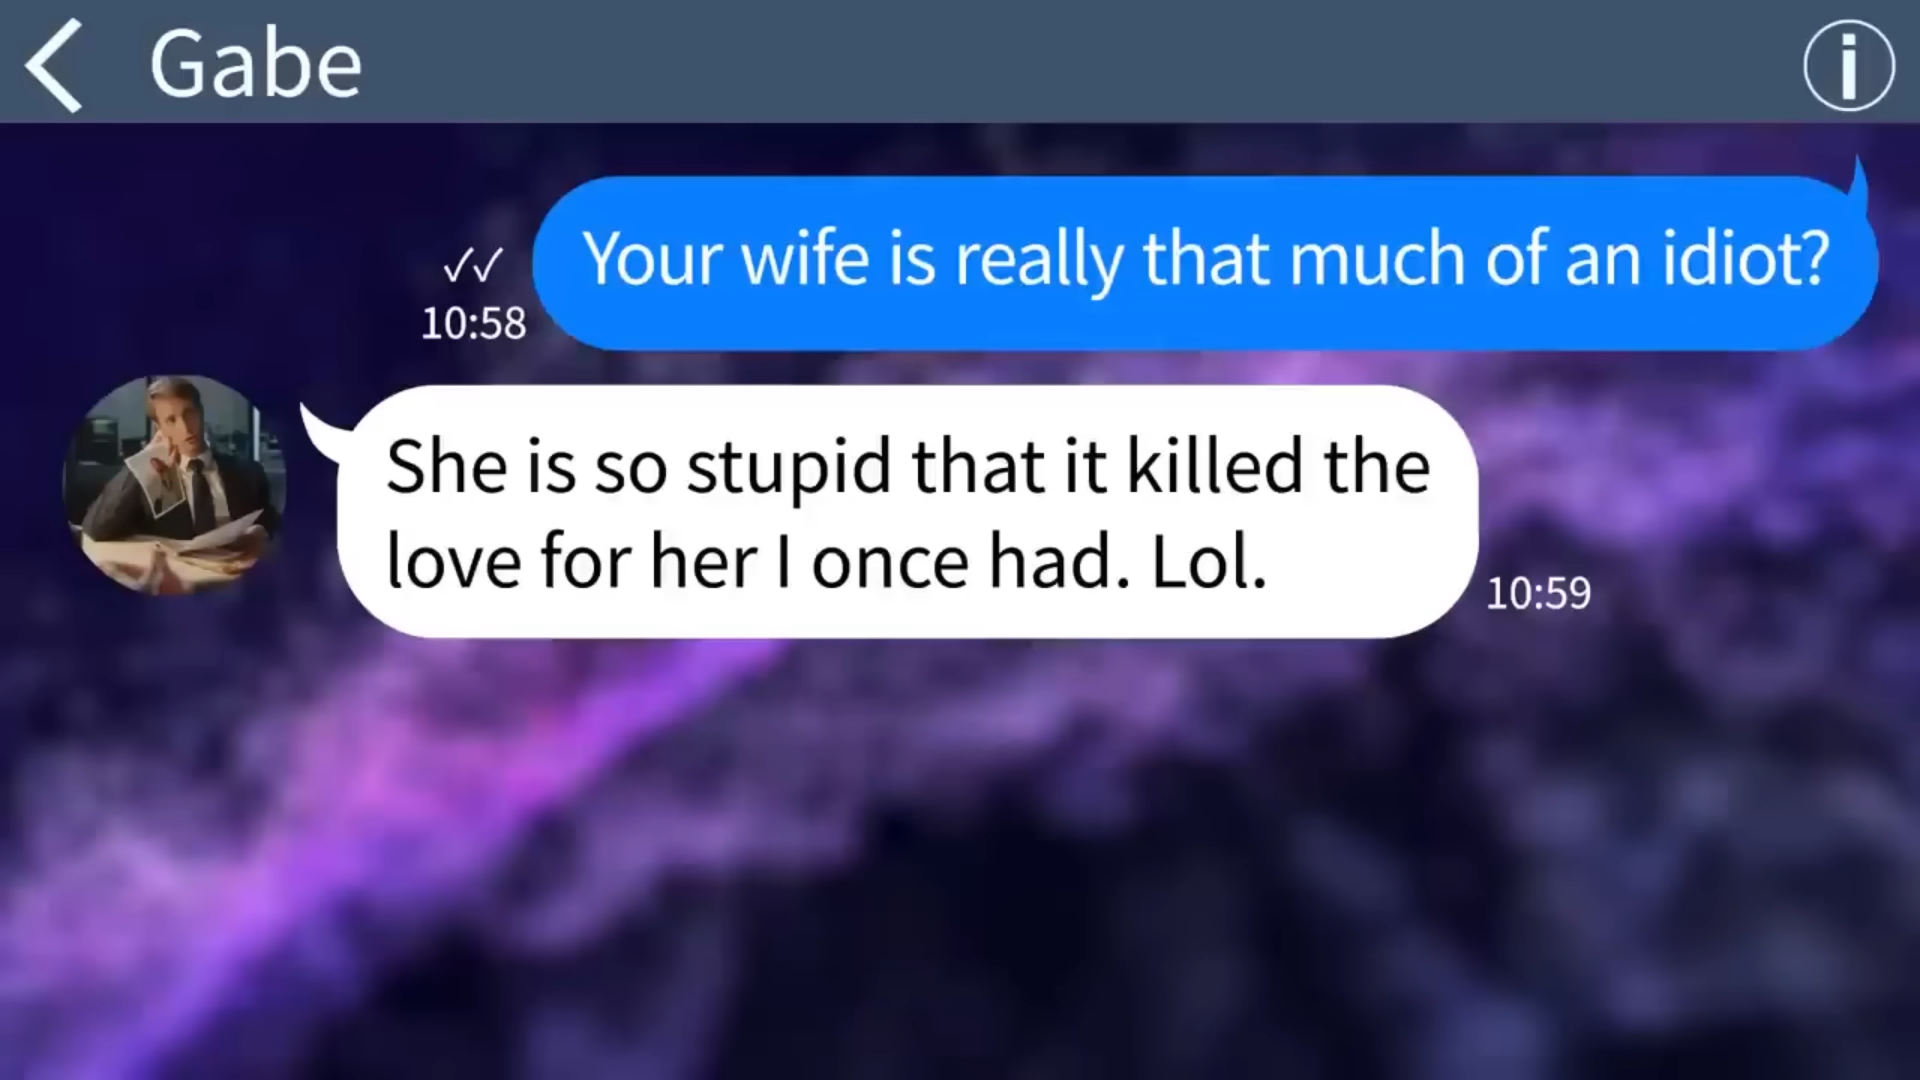 Gabe
Your wife is really that much of an idiot?
10:58
She is so stupid that it killed the
love for her I once had. Lol.
10:59